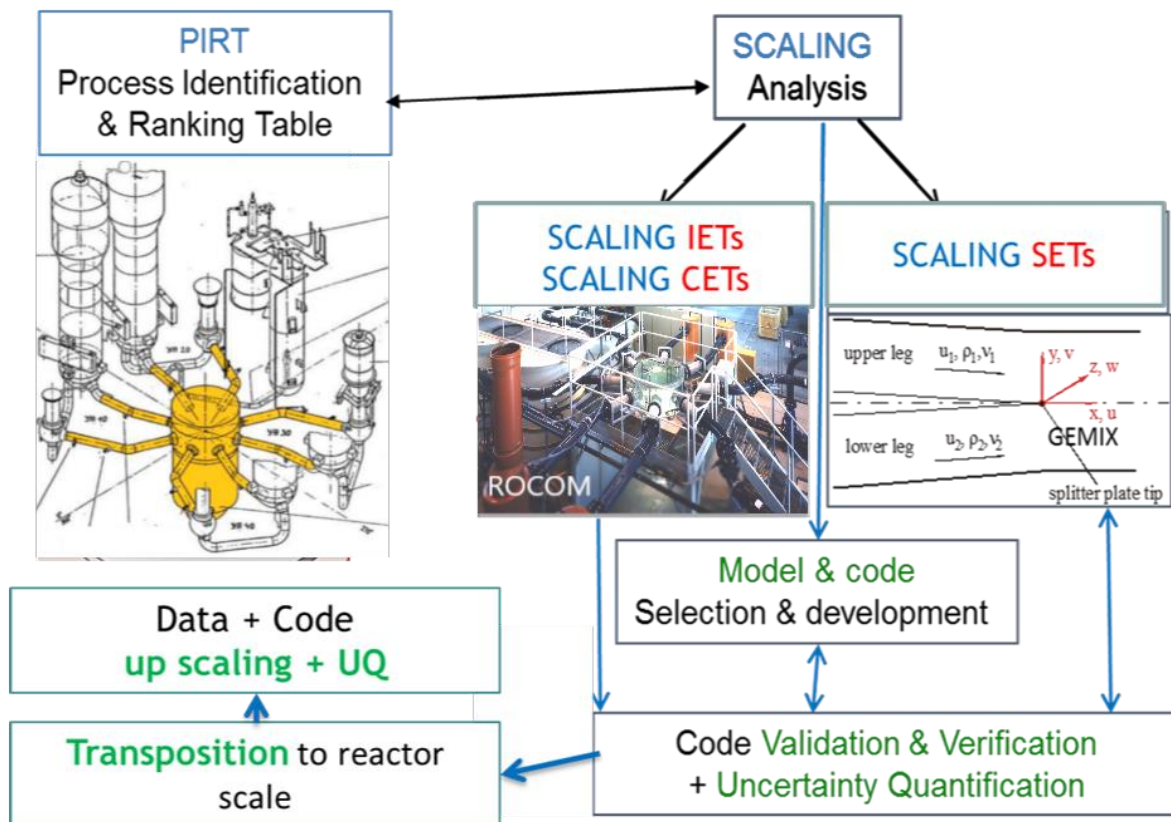 PIRT
Process Identification
& Ranking Table
SCALING
Analysis
SCALING IETs
SCALING CETs
SCALING SETs
ROCOM
upper leg
u₁, ρ₁, ν₁
y, v
z, w
x, u
lower leg
u₂, ρ₂, ν₂
GEMIX
splitter plate tip
Model & code
Selection & development
Data + Code
up scaling + UQ
Transposition to reactor
scale
Code Validation & Verification
+ Uncertainty Quantification